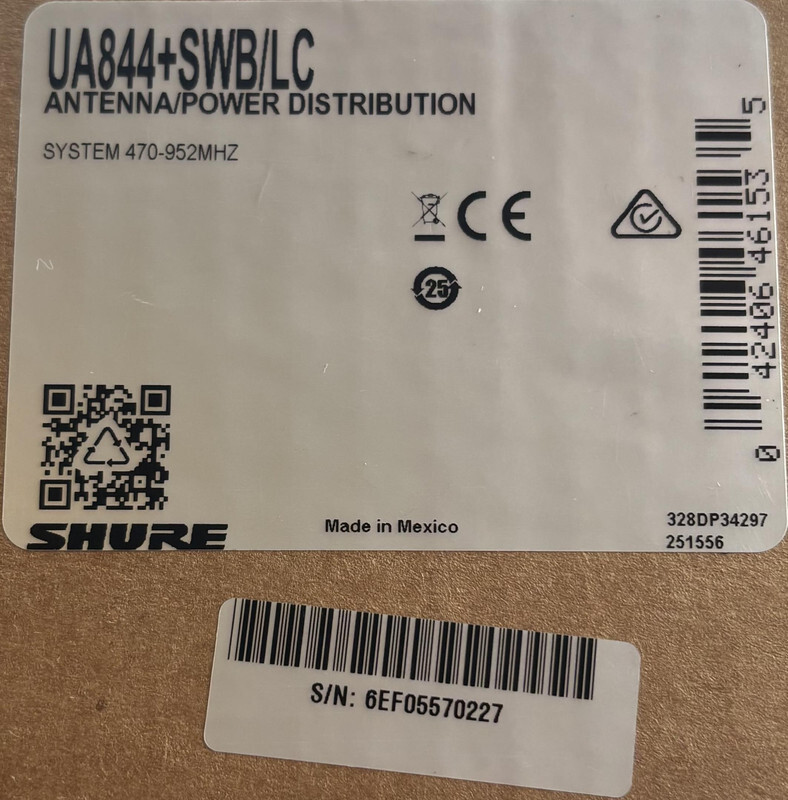 UA844+SWB/LC
ANTENNA/POWER DISTRIBUTION
SYSTEM 470-952MHZ
25
0 42406 46153 5
SHURE
Made in Mexico
328DP34297
251556
S/N: 6EF05570227